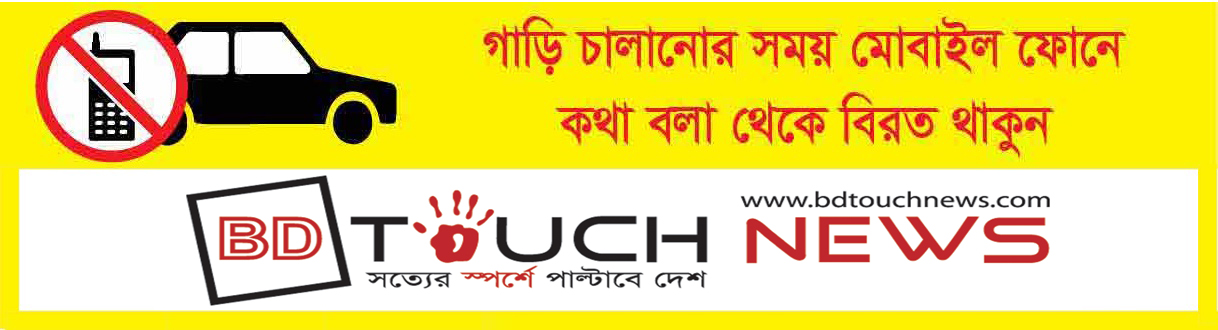 গাড়ি চালানোর সময় মোবাইল ফোনে
কথা বলা থেকে বিরত থাকুন
www.bdtouchnews.com
BD TOUCH NEWS
সত্যের স্পর্শে পাল্টাবে দেশ